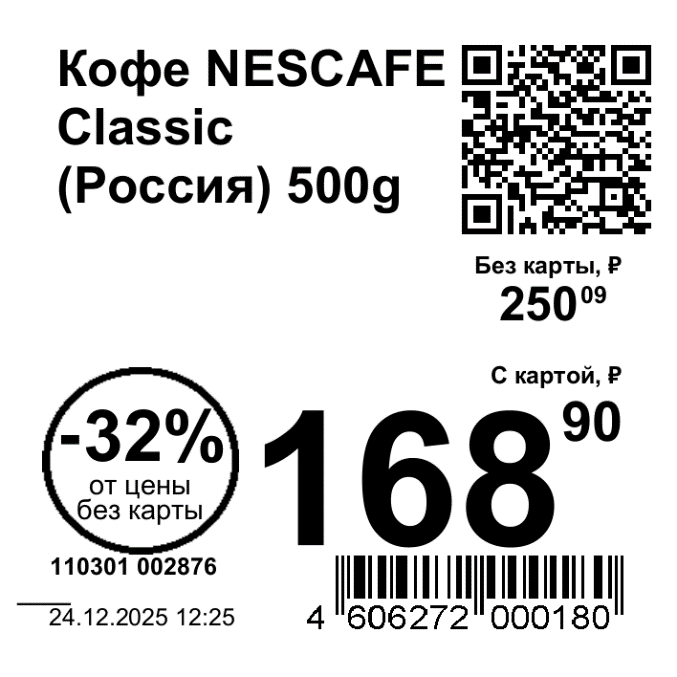 Кофе NESCAFE
Classic
(Россия) 500g
Без карты, ₽
250 09
С картой, ₽
168 90
-32%
от цены
без карты
110301 002876
24.12.2025 12:25
4 606272 000180